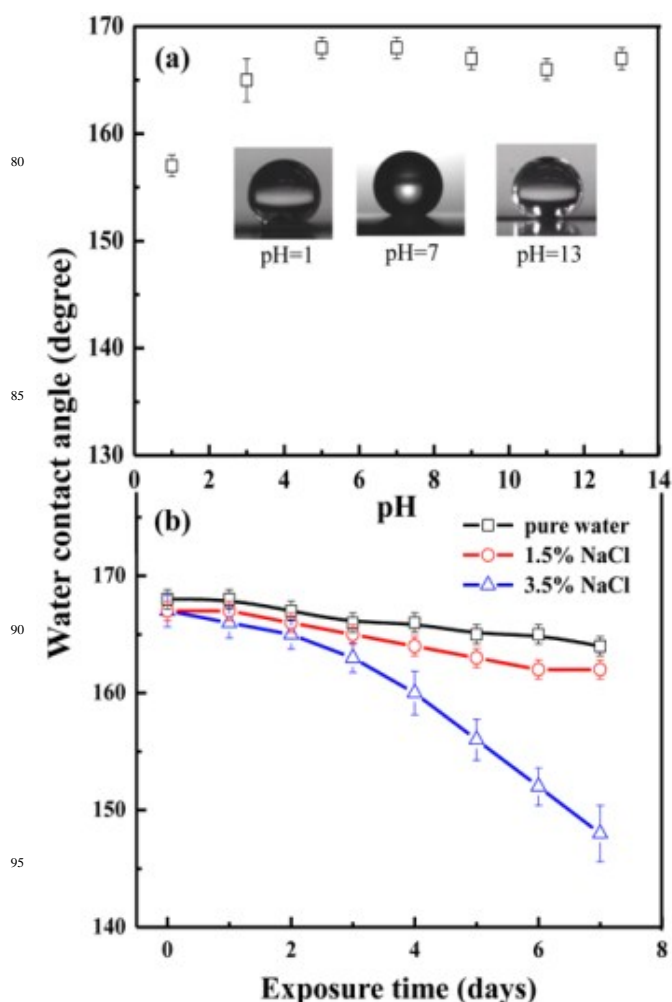 170
(a)
160
80
150
pH=1
pH=7
pH=13
140
85
130
0
2
4
6
8
10
12
14
pH
Water contact angle (degree)
(b)
pure water
1.5% NaCl
3.5% NaCl
170
90
160
150
95
140
0
2
4
6
8
Exposure time (days)